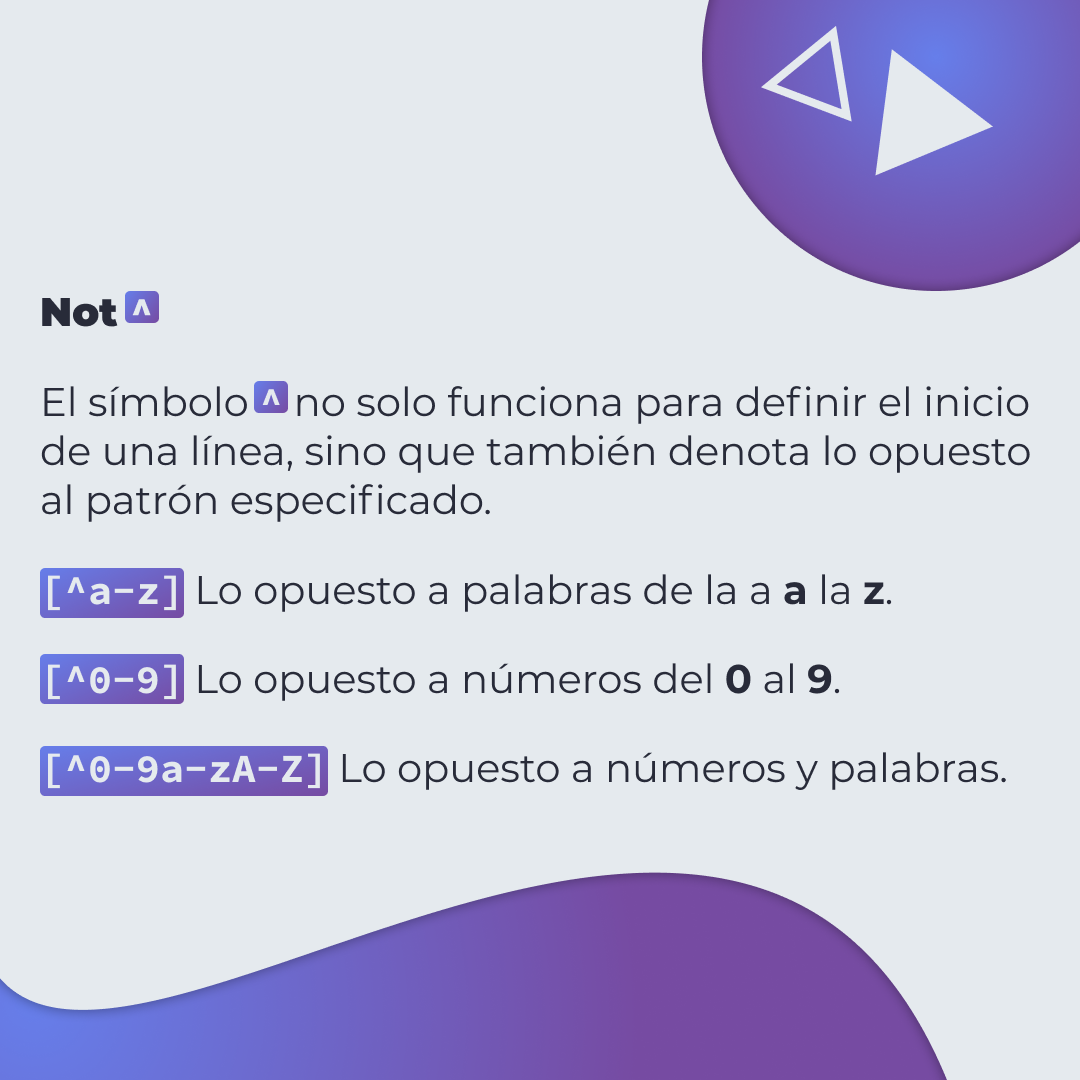 Not ^
El símbolo ^ no solo funciona para definir el inicio
de una línea, sino que también denota lo opuesto
al patrón especificado.
[^a-z] Lo opuesto a palabras de la a a la z.
[^0-9] Lo opuesto a números del 0 al 9.
[^0-9a-zA-Z] Lo opuesto a números y palabras.